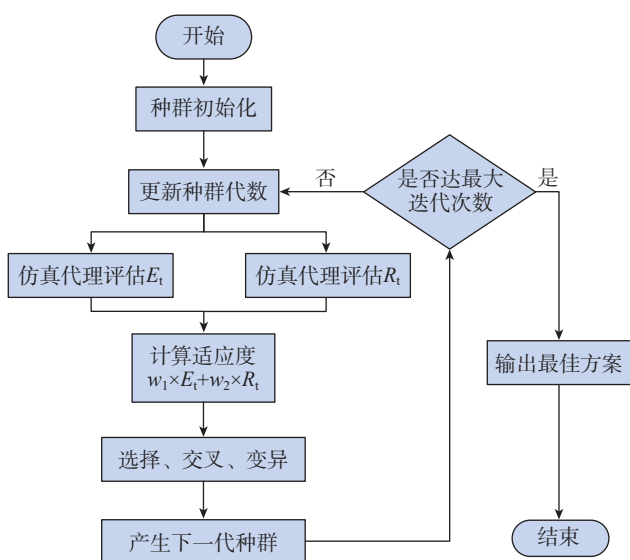 开始
种群初始化
更新种群代数
否
是否达最大
迭代次数
是
仿真代理评估Eₜ
仿真代理评估Rₜ
计算适应度
w₁×Eₜ+w₂×Rₜ
输出最佳方案
选择、交叉、变异
产生下一代种群
结束